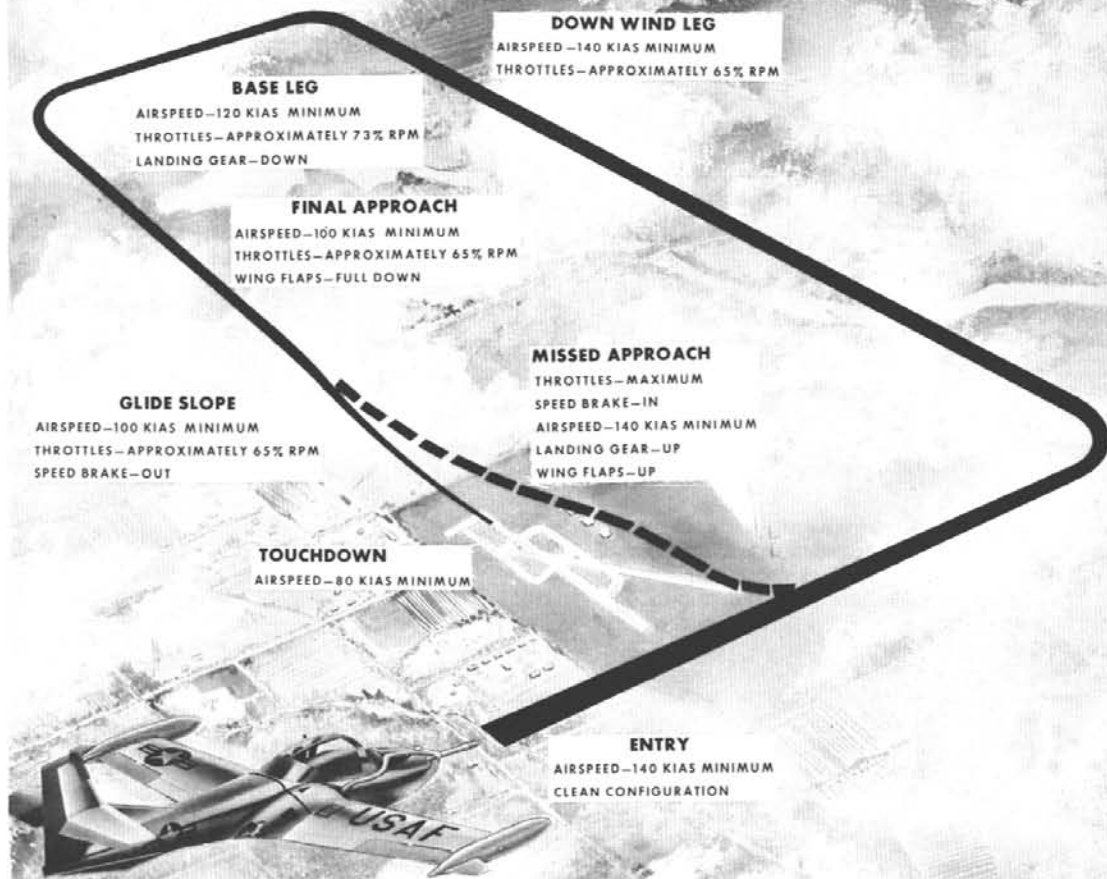 DOWN WIND LEG
AIRSPEED—140 KIAS MINIMUM
THROTTLES—APPROXIMATELY 65% RPM
BASE LEG
AIRSPEED—120 KIAS MINIMUM
THROTTLES—APPROXIMATELY 73% RPM
LANDING GEAR—DOWN
FINAL APPROACH
AIRSPEED—100 KIAS MINIMUM
THROTTLES—APPROXIMATELY 65% RPM
WING FLAPS—FULL DOWN
MISSED APPROACH
THROTTLES—MAXIMUM
SPEED BRAKE—IN
AIRSPEED—140 KIAS MINIMUM
LANDING GEAR—UP
WING FLAPS—UP
GLIDE SLOPE
AIRSPEED—100 KIAS MINIMUM
THROTTLES—APPROXIMATELY 65% RPM
SPEED BRAKE—OUT
TOUCHDOWN
AIRSPEED—80 KIAS MINIMUM
ENTRY
AIRSPEED—140 KIAS MINIMUM
CLEAN CONFIGURATION
USAF